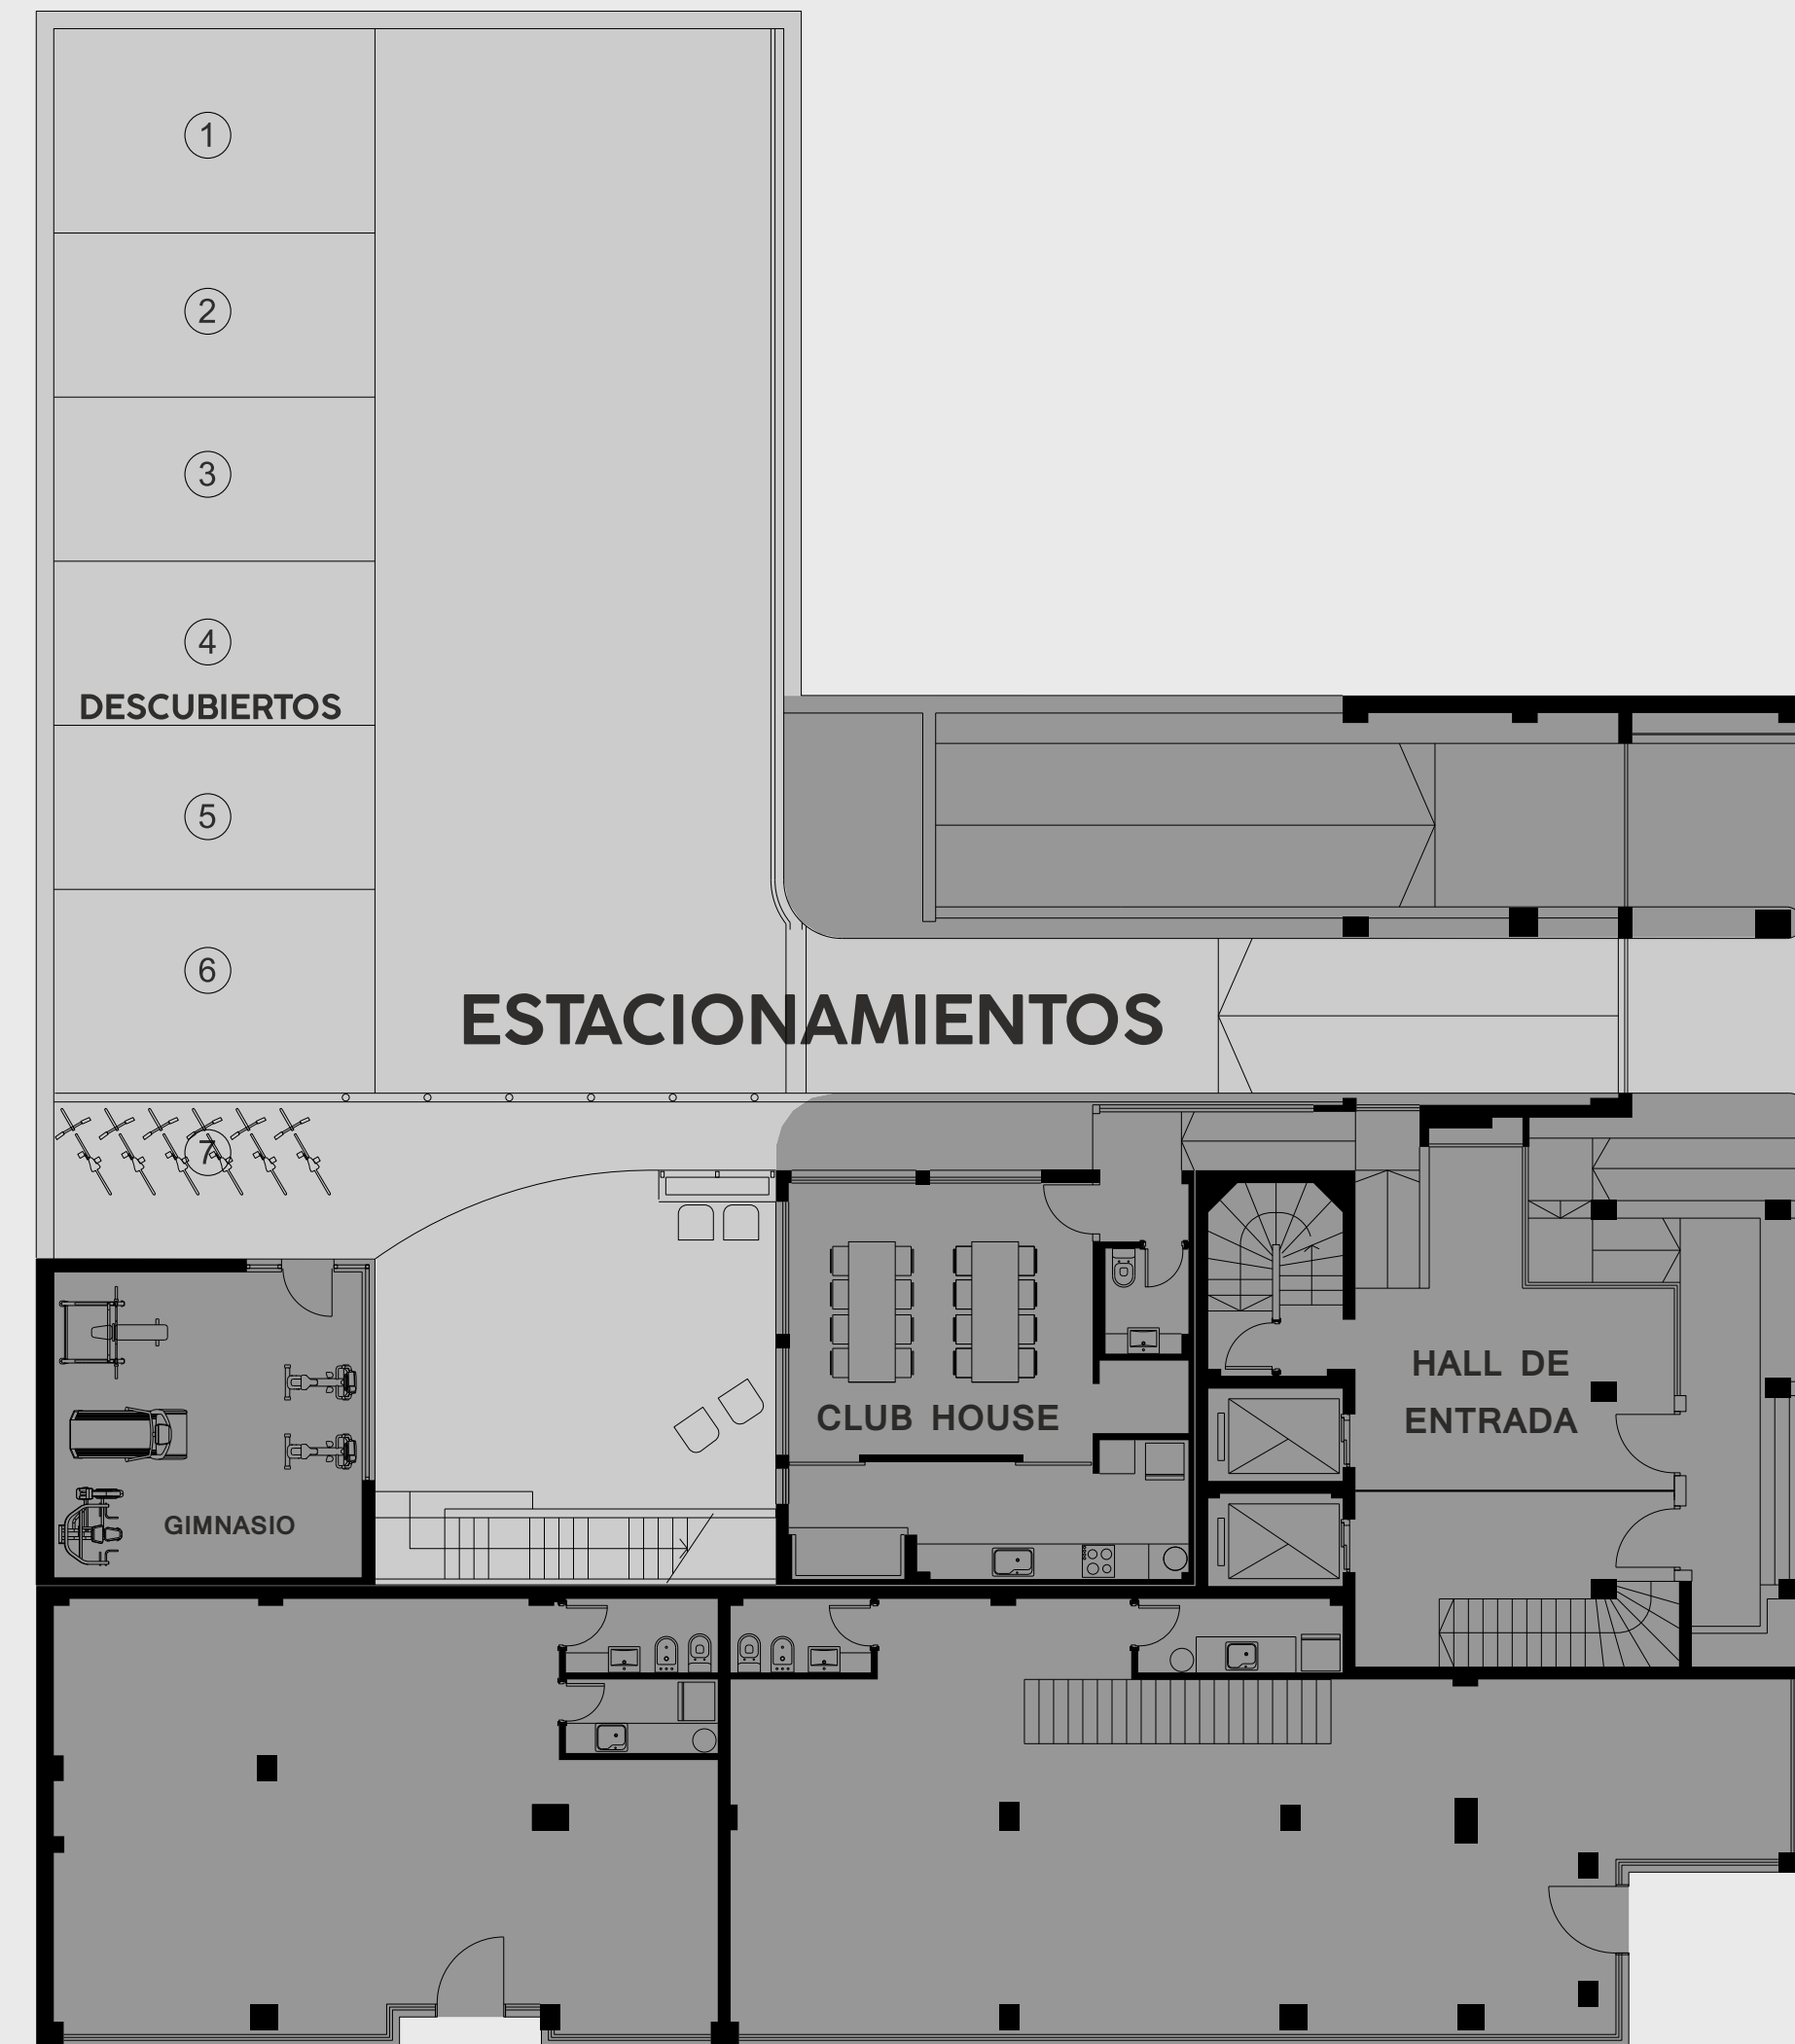 1
2
3
4
DESCUBIERTOS
5
6
ESTACIONAMIENTOS
7
HALL DE
ENTRADA
CLUB HOUSE
GIMNASIO